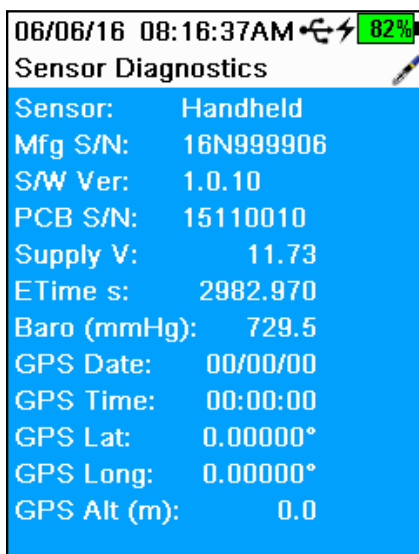 06/06/16 08:16:37AM 82%
Sensor Diagnostics
Sensor: Handheld
Mfg S/N: 16N999906
S/W Ver: 1.0.10
PCB S/N: 15110010
Supply V: 11.73
ETime s: 2982.970
Baro (mmHg): 729.5
GPS Date: 00/00/00
GPS Time: 00:00:00
GPS Lat: 0.00000°
GPS Long: 0.00000°
GPS Alt (m): 0.0